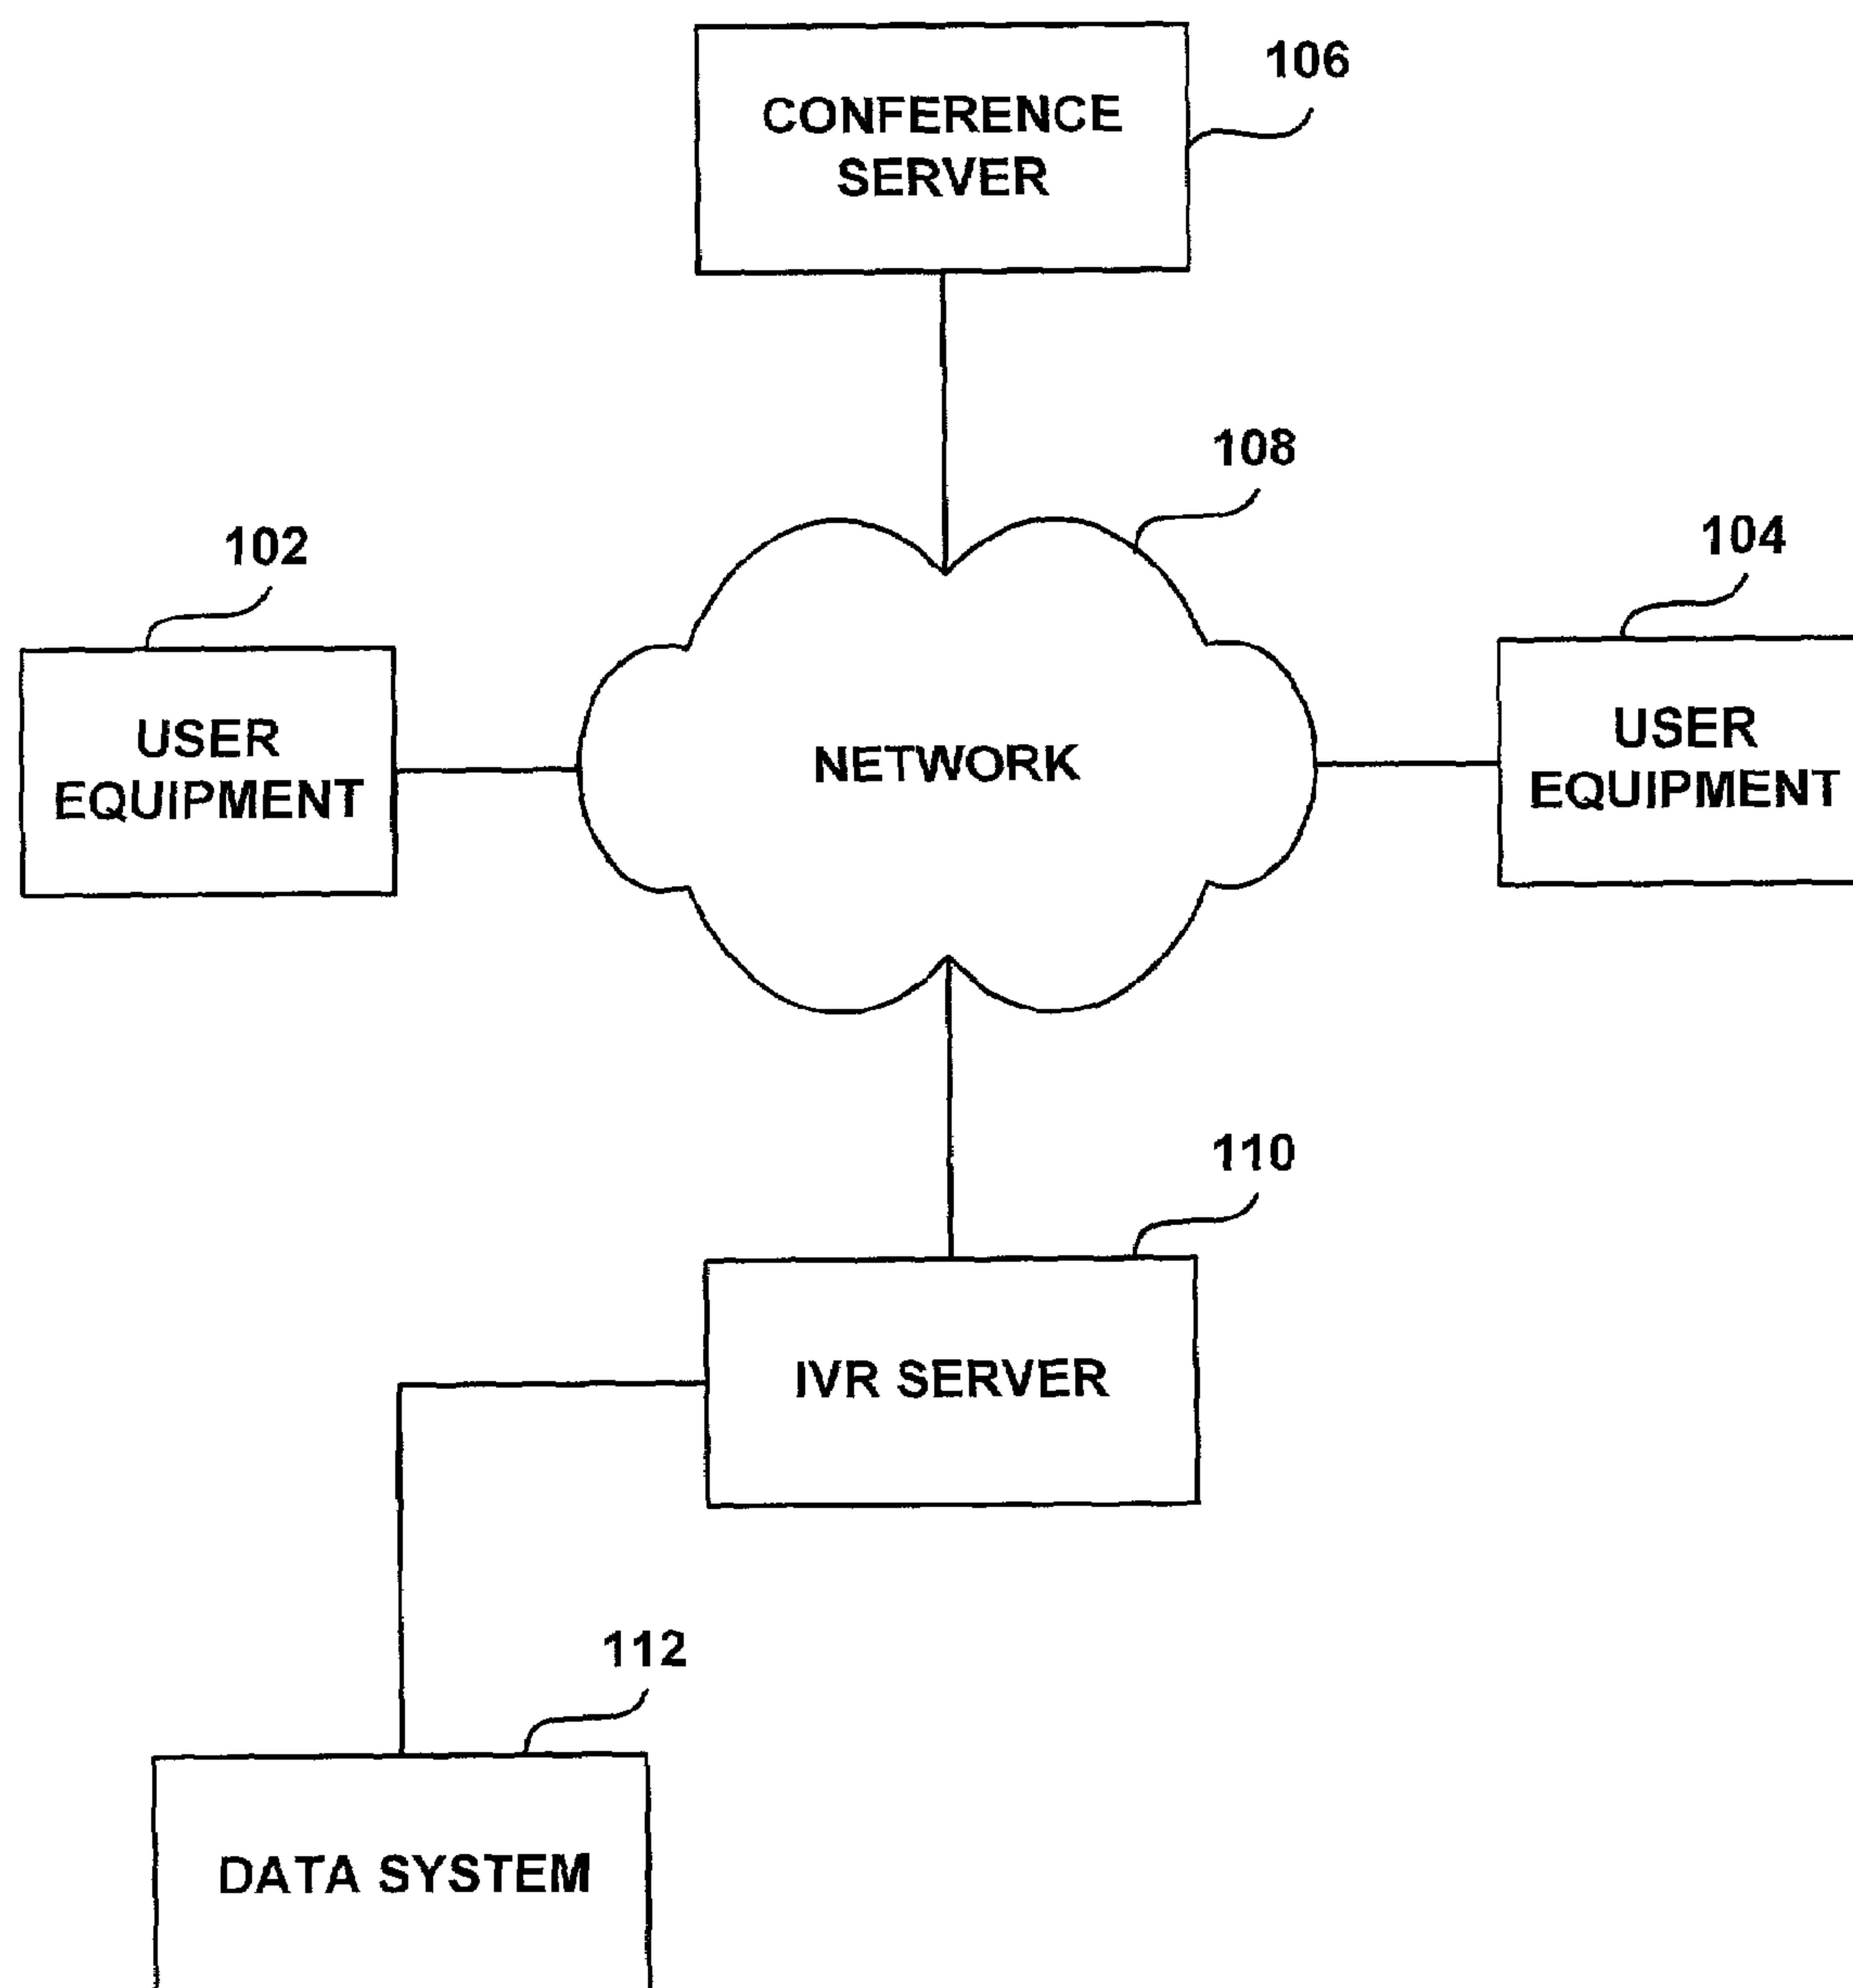 106
CONFERENCE
SERVER
108
102
104
USER
EQUIPMENT
NETWORK
USER
EQUIPMENT
110
IVR SERVER
112
DATA SYSTEM